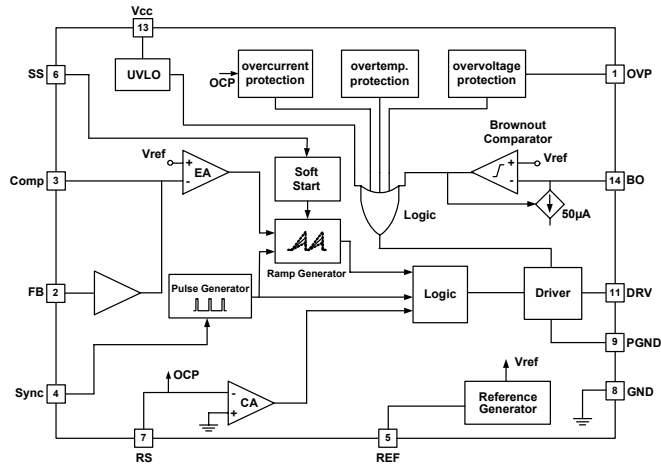 Vcc
13
SS
6
UVLO
OCP
overcurrent
protection
overtemp.
protection
overvoltage
protection
1
OVP
Brownout
Comparator
Vref
Vref
+
-
EA
+
-
Comp
3
Soft
Start
Logic
14
BO
50µA
Ramp Generator
FB
2
Pulse Generator
Logic
Driver
11
DRV
9
PGND
Sync
4
OCP
-
+
CA
Vref
Reference
Generator
8
GND
7
RS
5
REF